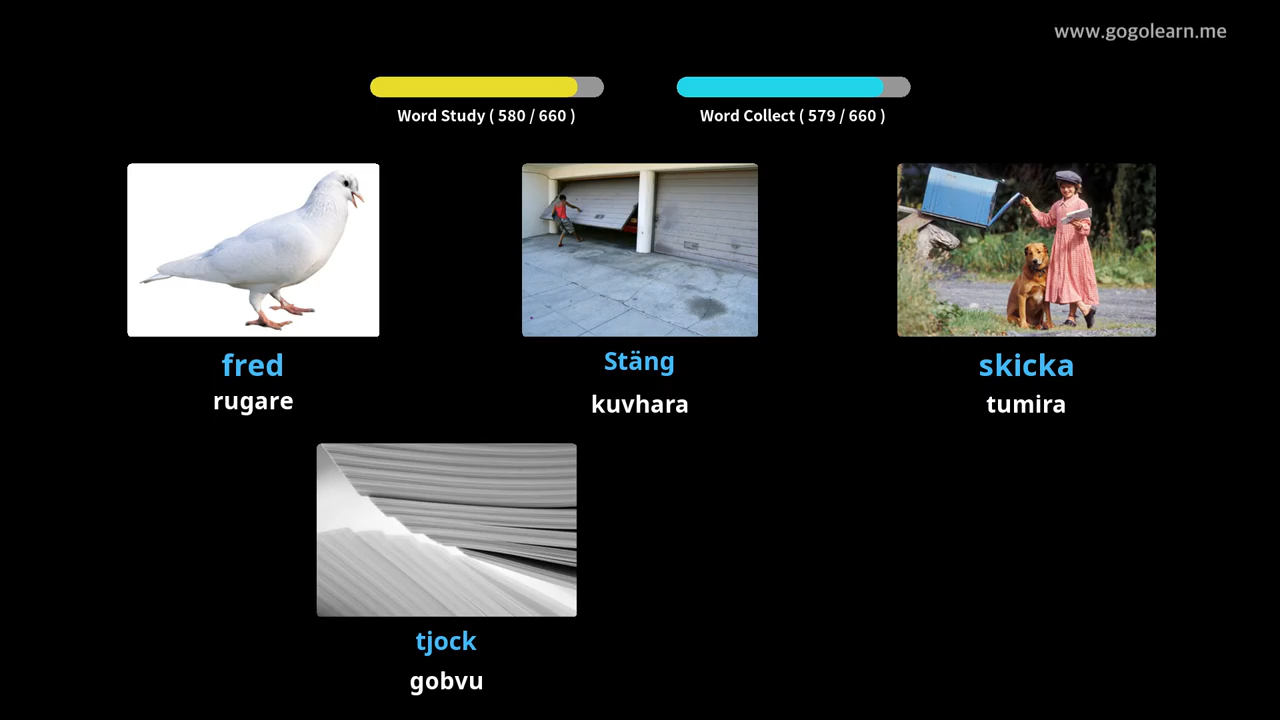 www.gogolearn.me
Word Study ( 580 / 660 )
Word Collect ( 579 / 660 )
fred
rugare
Stäng
kuvhara
skicka
tumira
tjock
gobvu